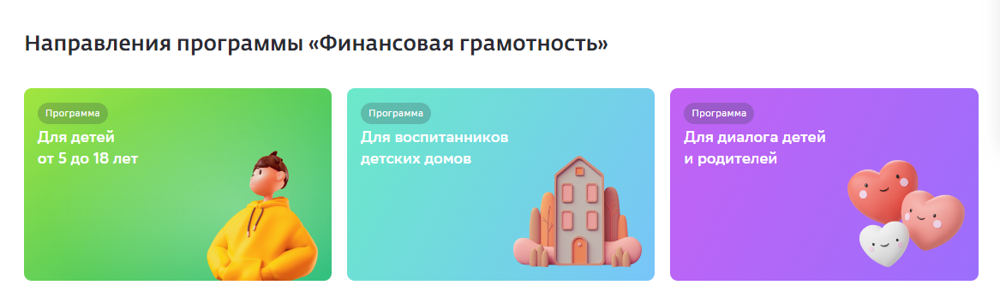 Направления программы «Финансовая грамотность»
Программа
Для детей
от 5 до 18 лет
Программа
Для воспитанников
детских домов
Программа
Для диалога детей
и родителей